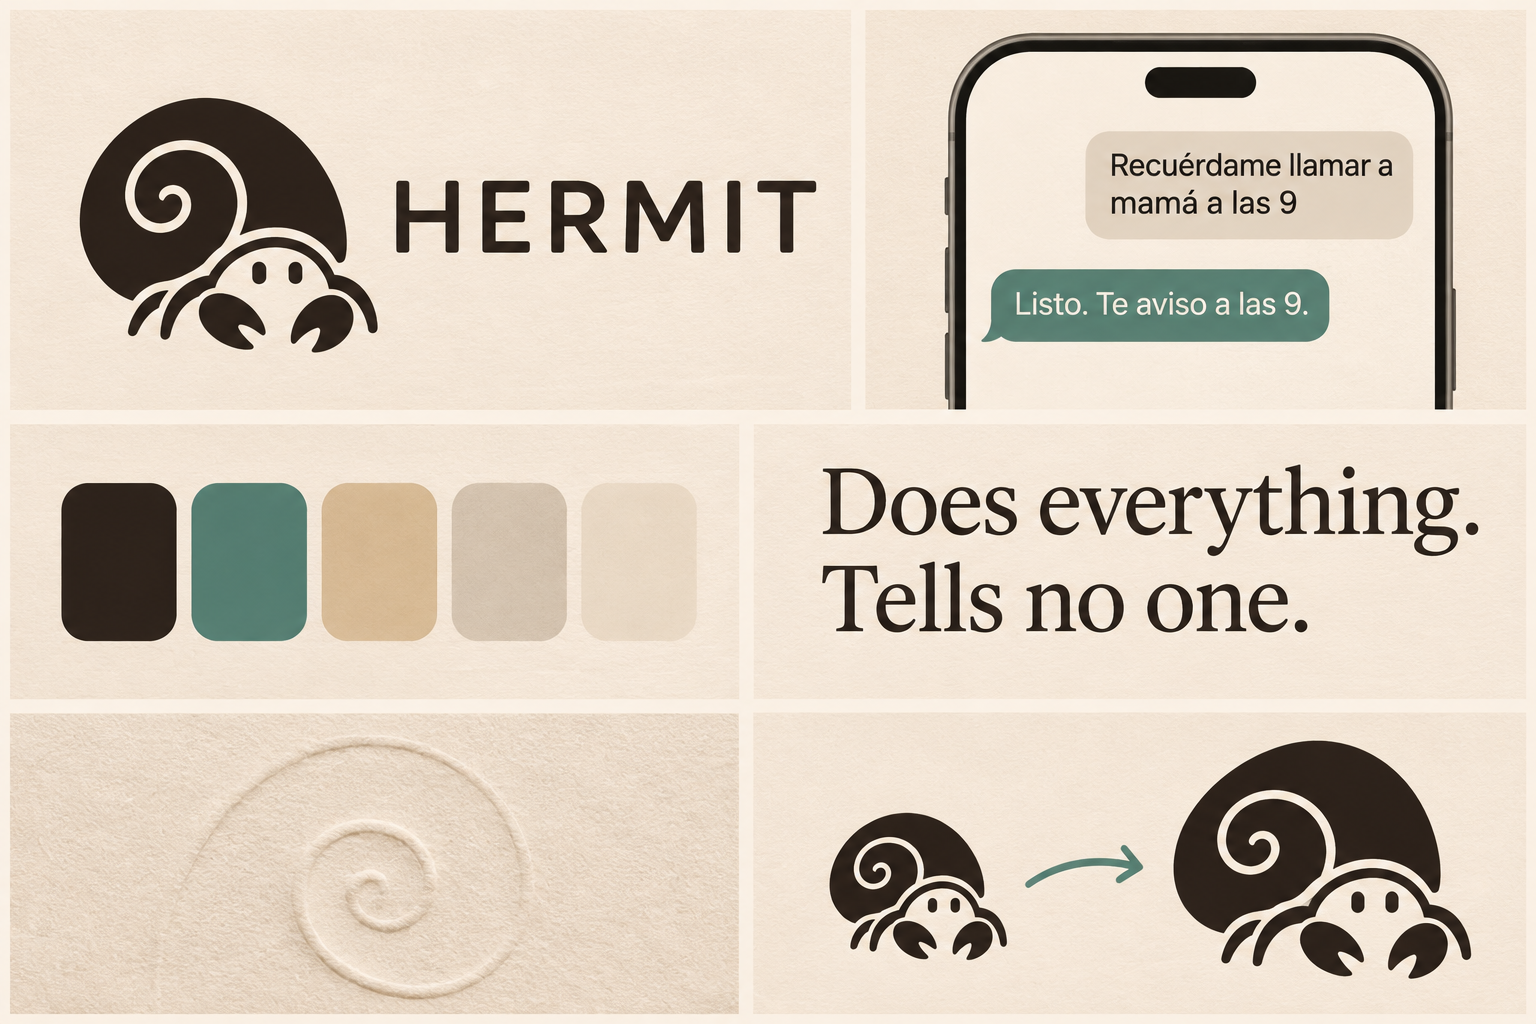 HERMIT
Recuérdame llamar a
mamá a las 9
Listo. Te aviso a las 9.
Does everything.
Tells no one.